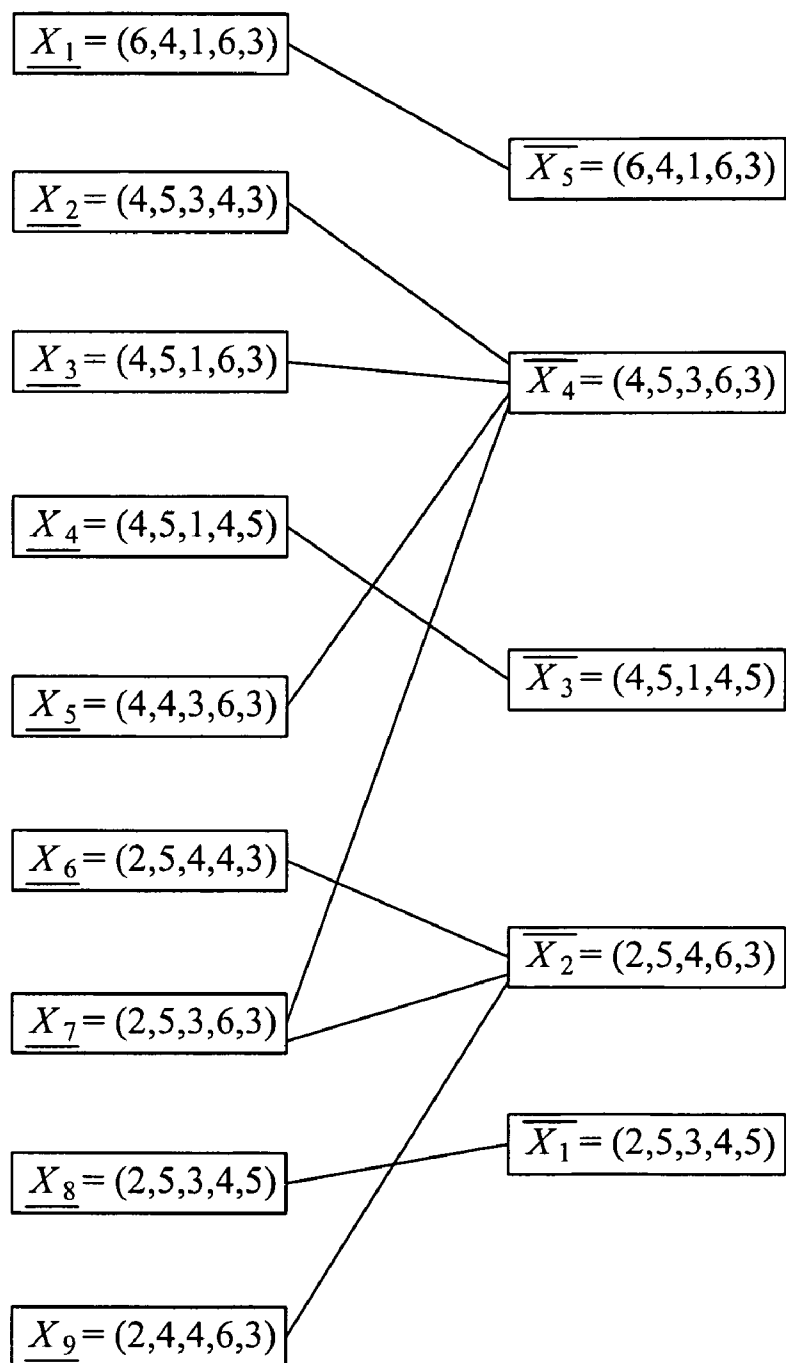 X1 = (6,4,1,6,3)
X2 = (4,5,3,4,3)
X3 = (4,5,1,6,3)
X4 = (4,5,1,4,5)
X5 = (4,4,3,6,3)
X6 = (2,5,4,4,3)
X7 = (2,5,3,6,3)
X8 = (2,5,3,4,5)
X9 = (2,4,4,6,3)
X5 = (6,4,1,6,3)
X4 = (4,5,3,6,3)
X3 = (4,5,1,4,5)
X2 = (2,5,4,6,3)
X1 = (2,5,3,4,5)